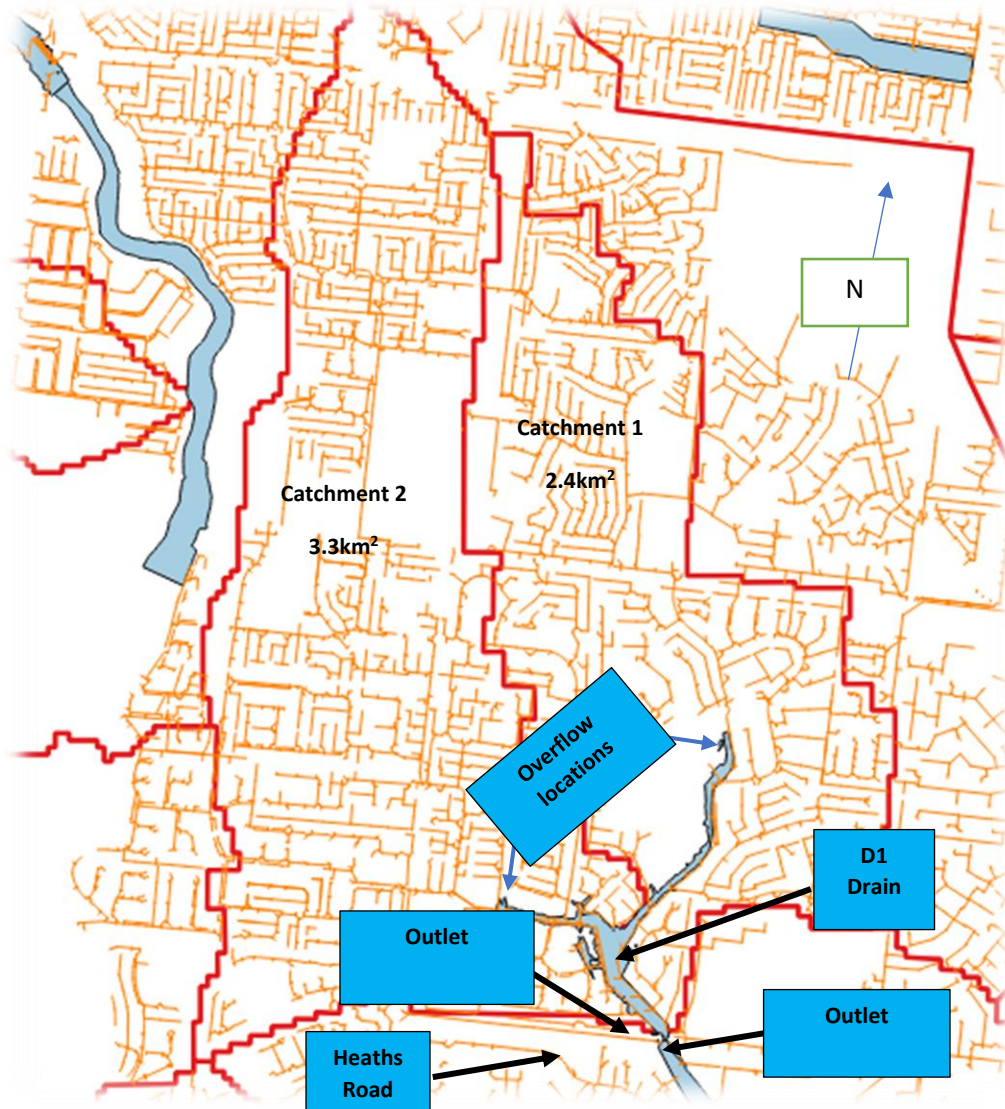 N
Catchment 1
2.4km²
Catchment 2
3.3km²
Overflow
locations
D1
Drain
Outlet
Outlet
Heaths
Road